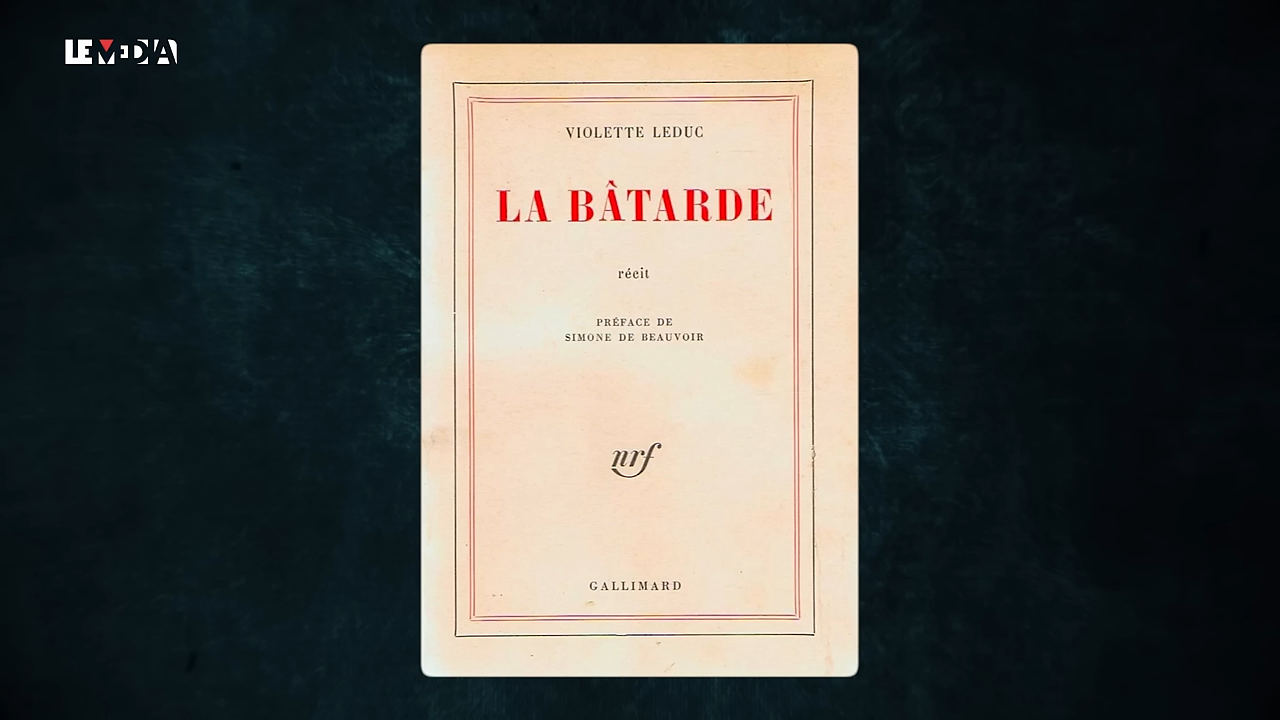 LE MEDIA
VIOLETTE LEDUC
LA BÂTARDE
récit
PRÉFACE DE
SIMONE DE BEAUVOIR
nrf
GALLIMARD